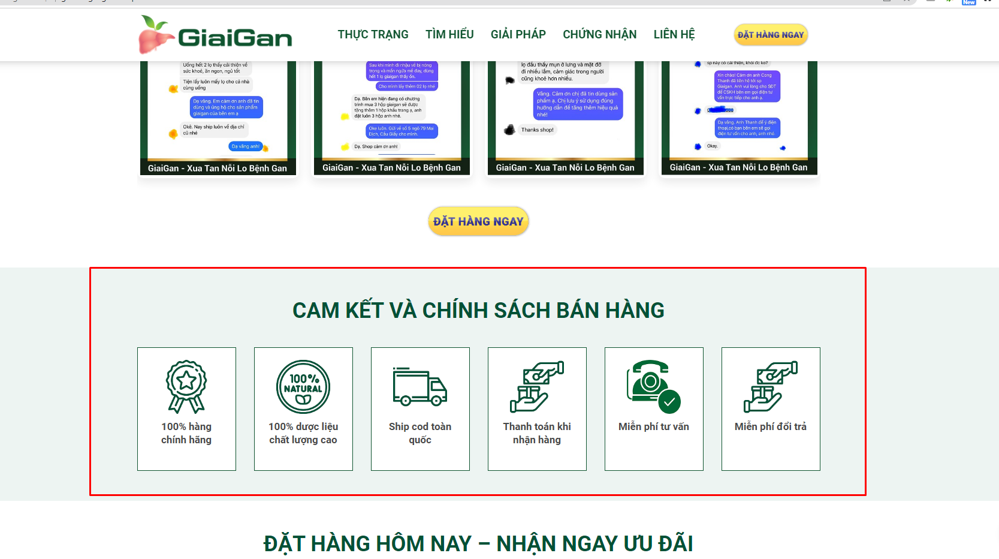 New
GiaiGan
THỰC TRẠNG
TÌM HIỂU
GIẢI PHÁP
CHỨNG NHẬN
LIÊN HỆ
ĐẶT HÀNG NGAY
Uống hết 2 lọ thấy cải thiện về
sức khoẻ, ăn ngon, ngủ tốt
Tiện lấy luôn mấy lọ cho cả nhà
cùng uống
Dạ vâng. Em cảm ơn anh đã tin
dùng và ủng hộ cho sản phẩm
giaigan của bên em ạ
Okê. Nay ship luôn về địa chỉ
cũ nhé
Dạ vâng anh!
GiaiGan - Xua Tan Nỗi Lo Bệnh Gan
Sau khi mình đi nhậu về bị nóng
trong và mẩn ngứa mề đay, dùng
hết 1 lọ giaigan thấy ổn.
Cho mình lấy thêm 02 lọ nhé
Dạ. Bên em hiện đang có chương
trình mua 3 hộp giaigan sẽ được
tặng thêm 1 hộp khẩu trang ạ, anh
đặt luôn 3 hộp anh nhé.
Oke luôn. Gửi về số 5 ngõ 79 Mai
Dịch, Cầu Giấy cho mình.
Dạ. Shop cảm ơn anh!
GiaiGan - Xua Tan Nỗi Lo Bệnh Gan
lọ đầu thấy mụn ở lưng và mặt đỡ
đi nhiều lắm, cảm giác trong người
cũng khoẻ hơn nhiều.
Vâng. Cảm ơn chị đã tin dùng sản
phẩm ạ. Chị lưu ý sử dụng đúng
hướng dẫn để tăng thêm hiệu quả
nhé!
Thanks shop!
GiaiGan - Xua Tan Nỗi Lo Bệnh Gan
sp này có cải thiện, khỏi đc ko?
Xin chào! Cảm ơn anh Cong
Thanh đã liên hệ tới sp
Giaigan. Anh vui lòng cho SĐT
để CSKH bên em gọi điện tư
vấn trực tiếp cho anh ạ.
Dạ vâng. Anh Thanh để ý điện
thoại,có bạn bên em sẽ gọi
điện tư vấn cho anh, anh nhé
Okay.
GiaiGan - Xua Tan Nỗi Lo Bệnh Gan
ĐẶT HÀNG NGAY
CAM KẾT VÀ CHÍNH SÁCH BÁN HÀNG
100% hàng
chính hãng
100%
NATURAL
100% dược liệu
chất lượng cao
Ship cod toàn
quốc
Thanh toán khi
nhận hàng
Miễn phí tư vấn
Miễn phí đổi trả
ĐẶT HÀNG HÔM NAY – NHẬN NGAY ƯU ĐÃI